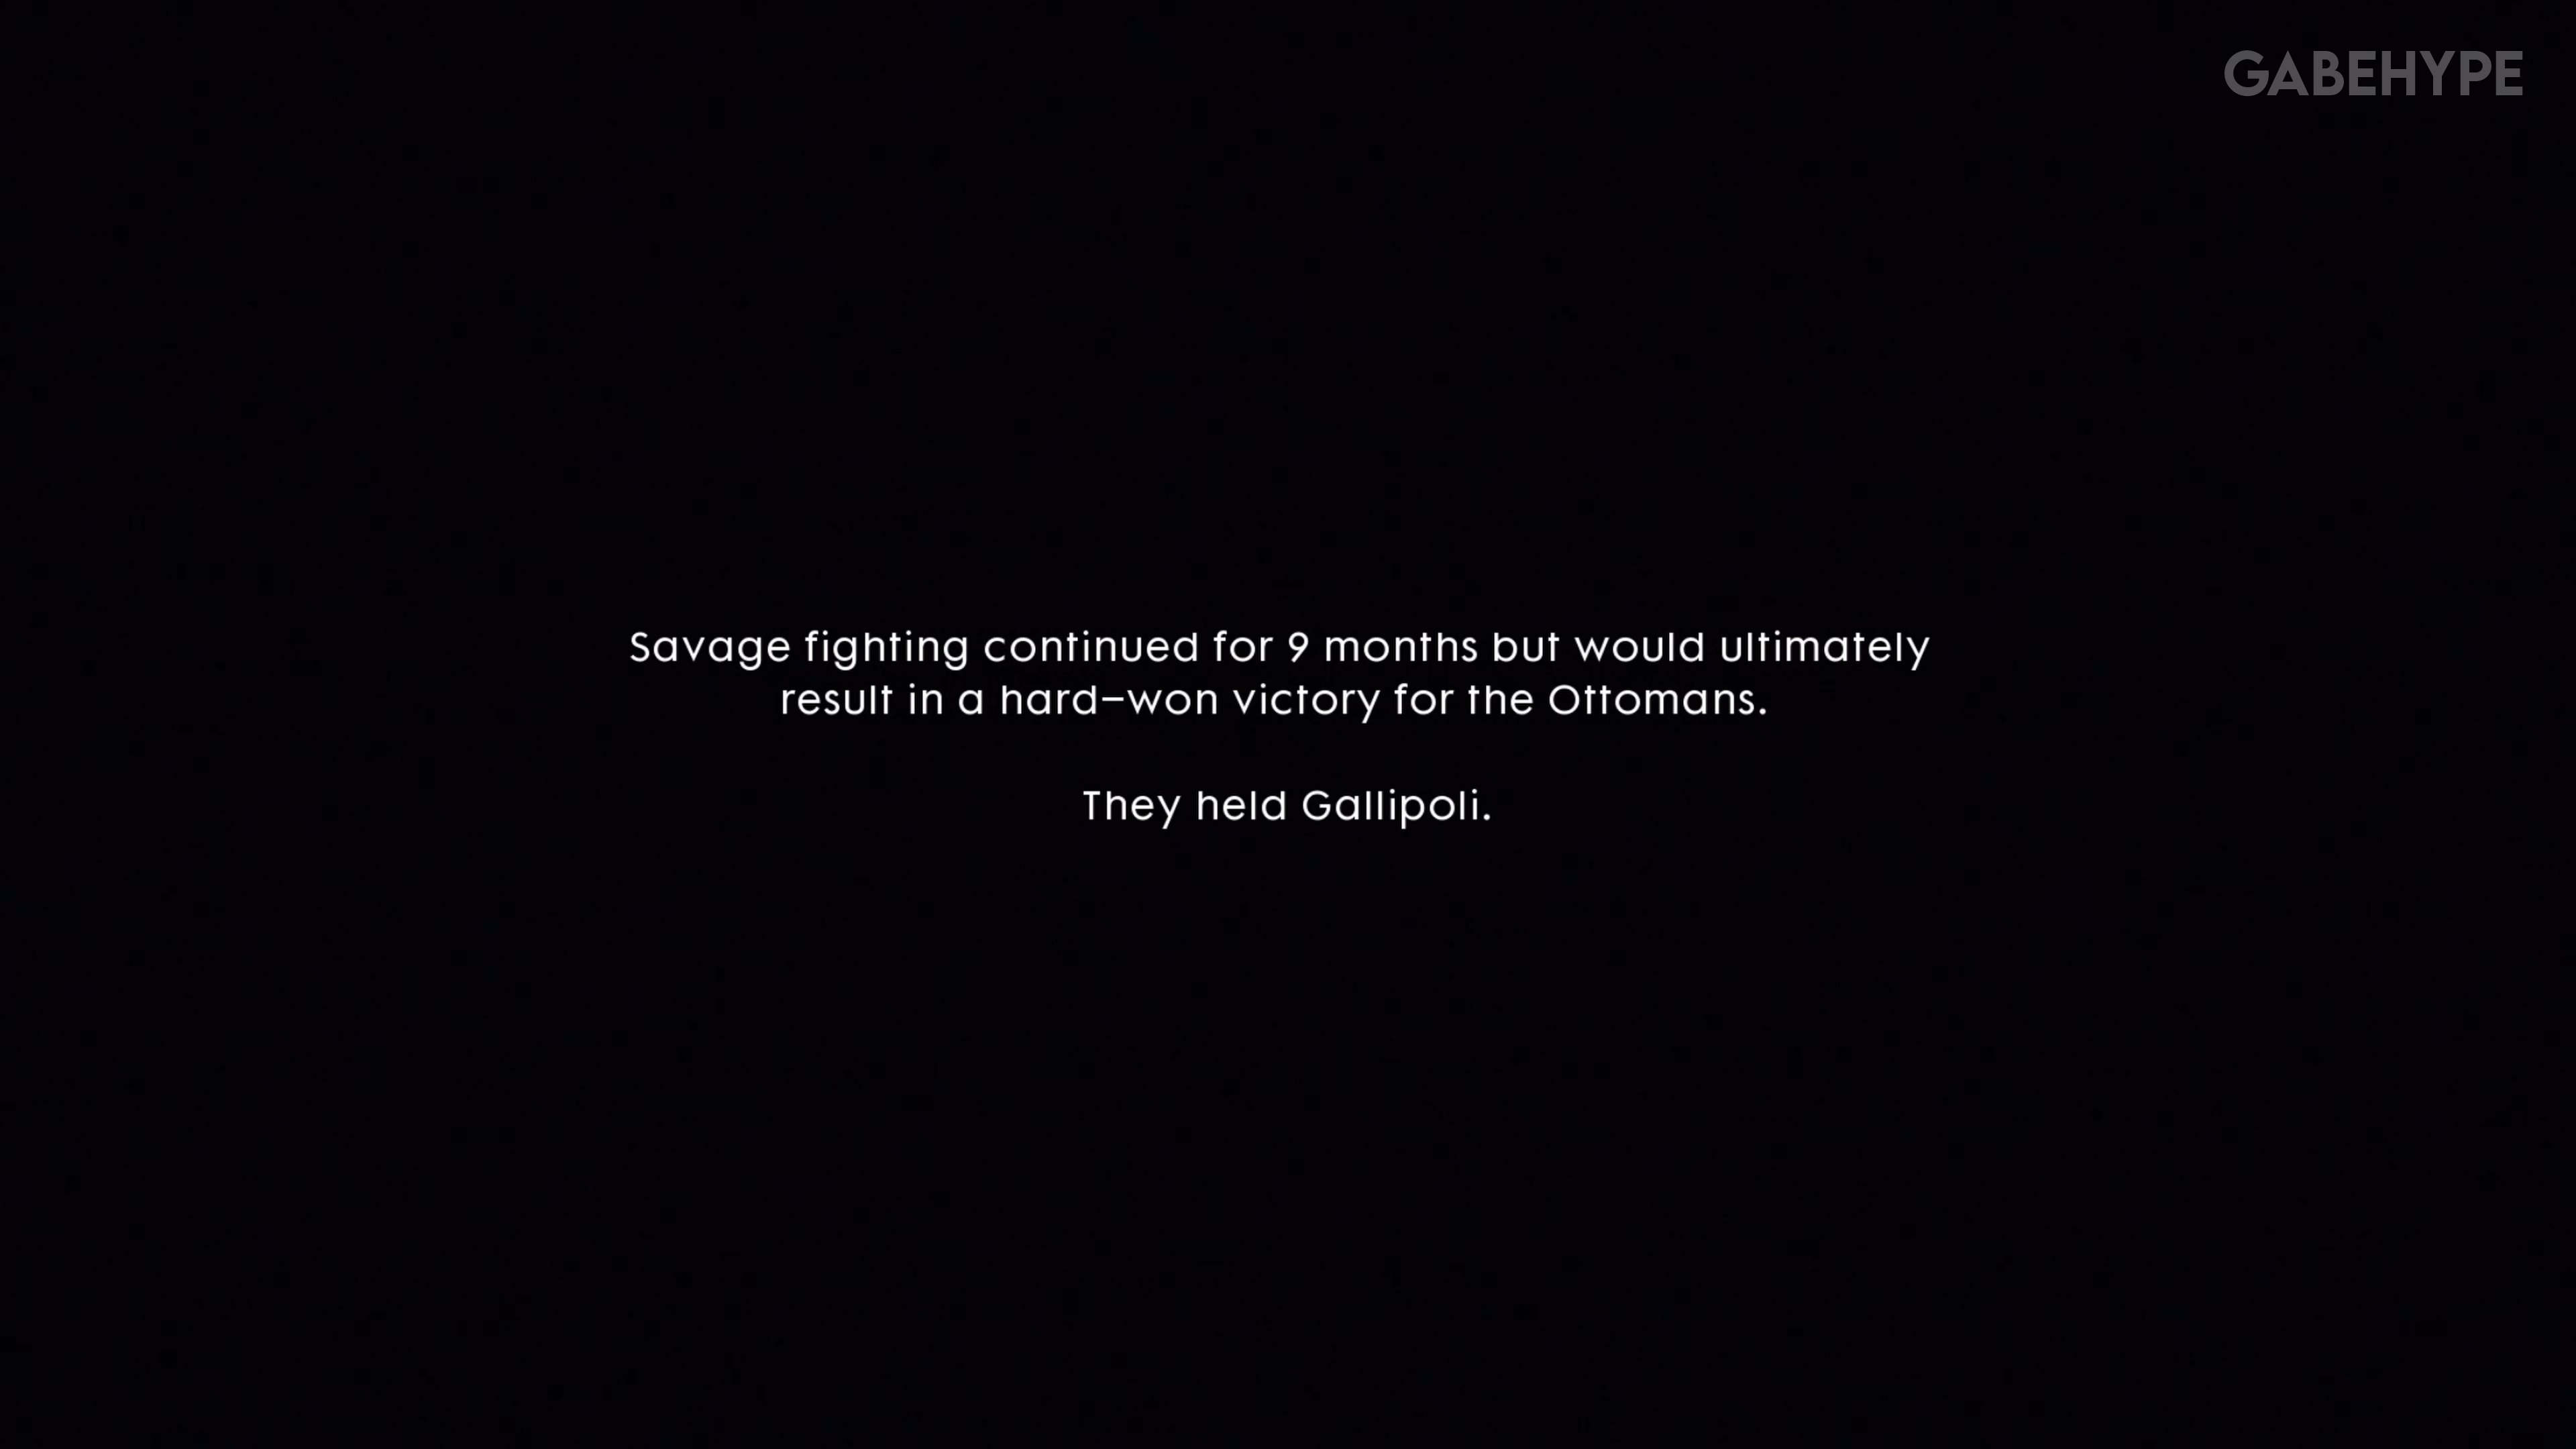 GABEHYPE
Savage fighting continued for 9 months but would ultimately
result in a hard-won victory for the Ottomans.
They held Gallipoli.